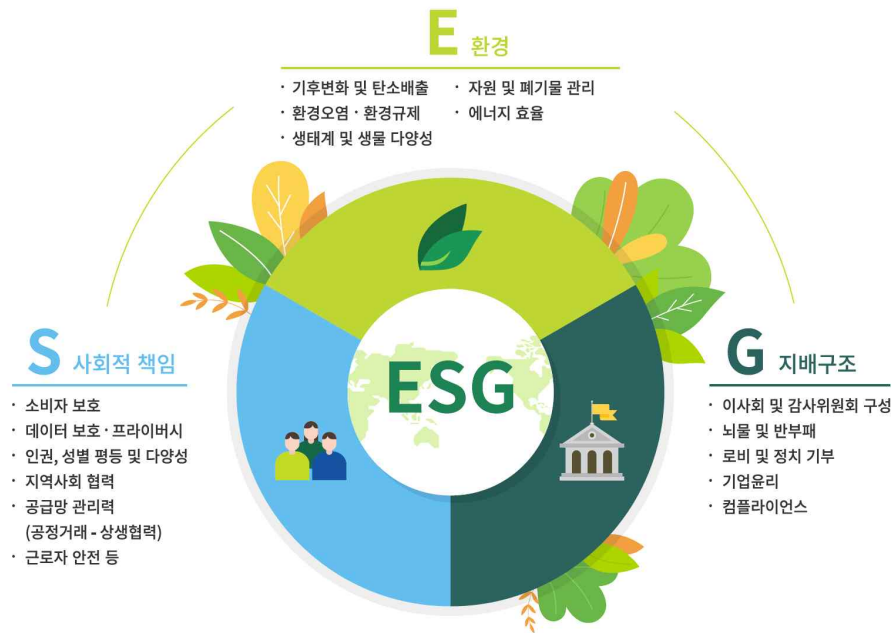 E 환경
· 기후변화 및 탄소배출
· 환경오염 · 환경규제
· 생태계 및 생물 다양성
· 자원 및 폐기물 관리
· 에너지 효율
S 사회적 책임
· 소비자 보호
· 데이터 보호 · 프라이버시
· 인권, 성별 평등 및 다양성
· 지역사회 협력
· 공급망 관리력
(공정거래 - 상생협력)
· 근로자 안전 등
ESG
G 지배구조
· 이사회 및 감사위원회 구성
· 뇌물 및 반부패
· 로비 및 정치 기부
· 기업윤리
· 컴플라이언스